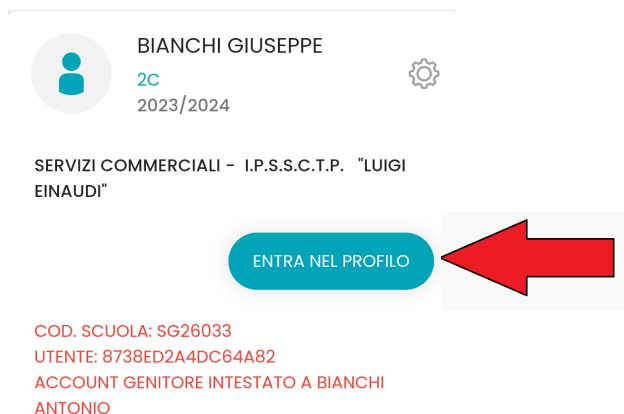 BIANCHI GIUSEPPE
2C
2023/2024
SERVIZI COMMERCIALI - I.P.S.S.C.T.P. "LUIGI
EINAUDI"
ENTRA NEL PROFILO
COD. SCUOLA: SG26033
UTENTE: 8738ED2A4DC64A82
ACCOUNT GENITORE INTESTATO A BIANCHI
ANTONIO